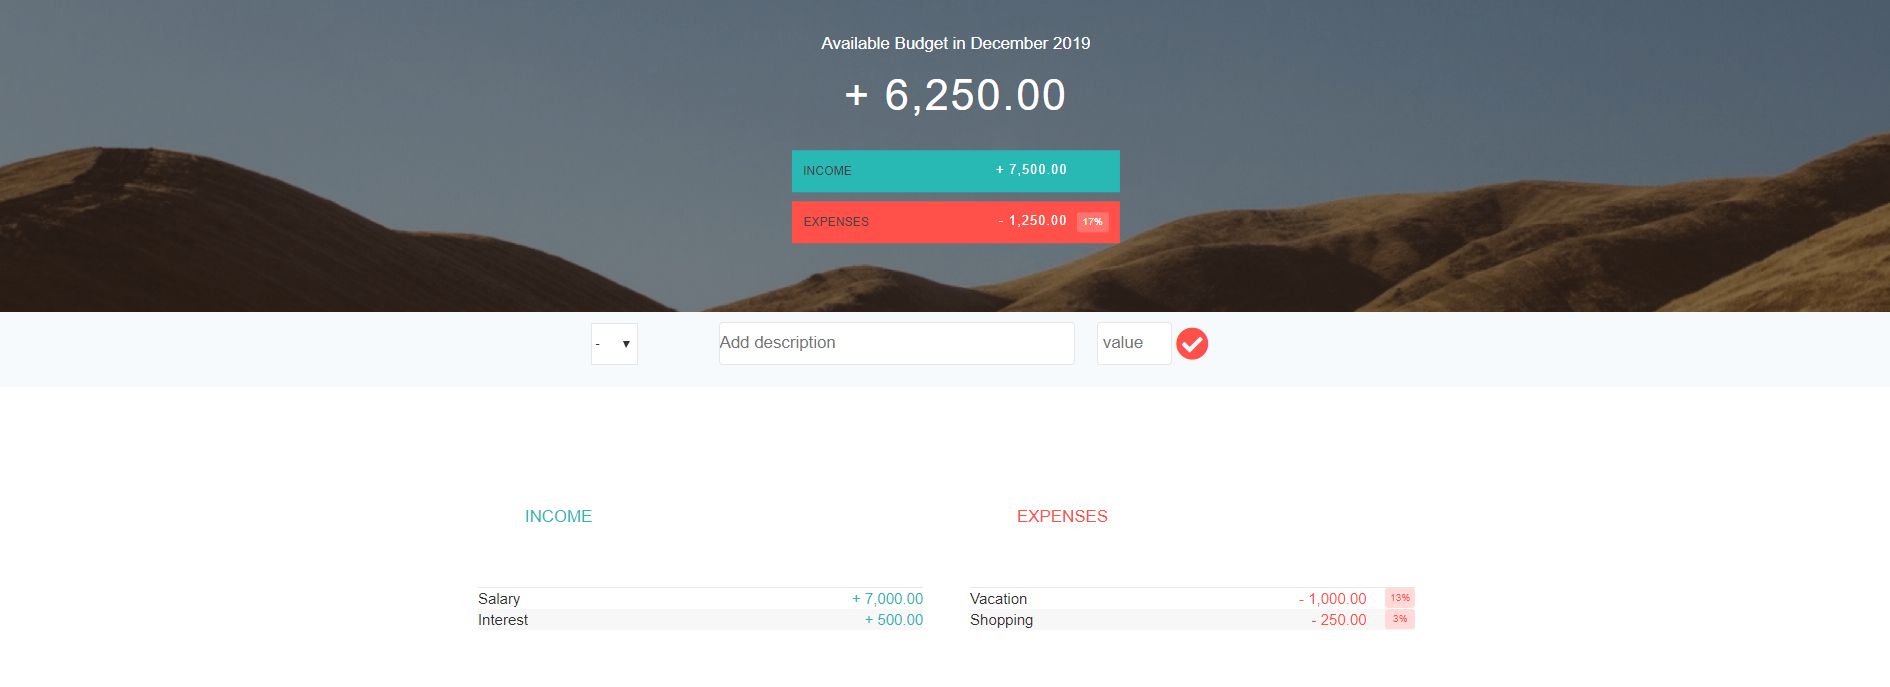 Available Budget in December 2019
+ 6,250.00
INCOME + 7,500.00
EXPENSES - 1,250.00 17%
- ▼ Add description value
INCOME
Salary + 7,000.00
Interest + 500.00
EXPENSES
Vacation - 1,000.00 13%
Shopping - 250.00 3%